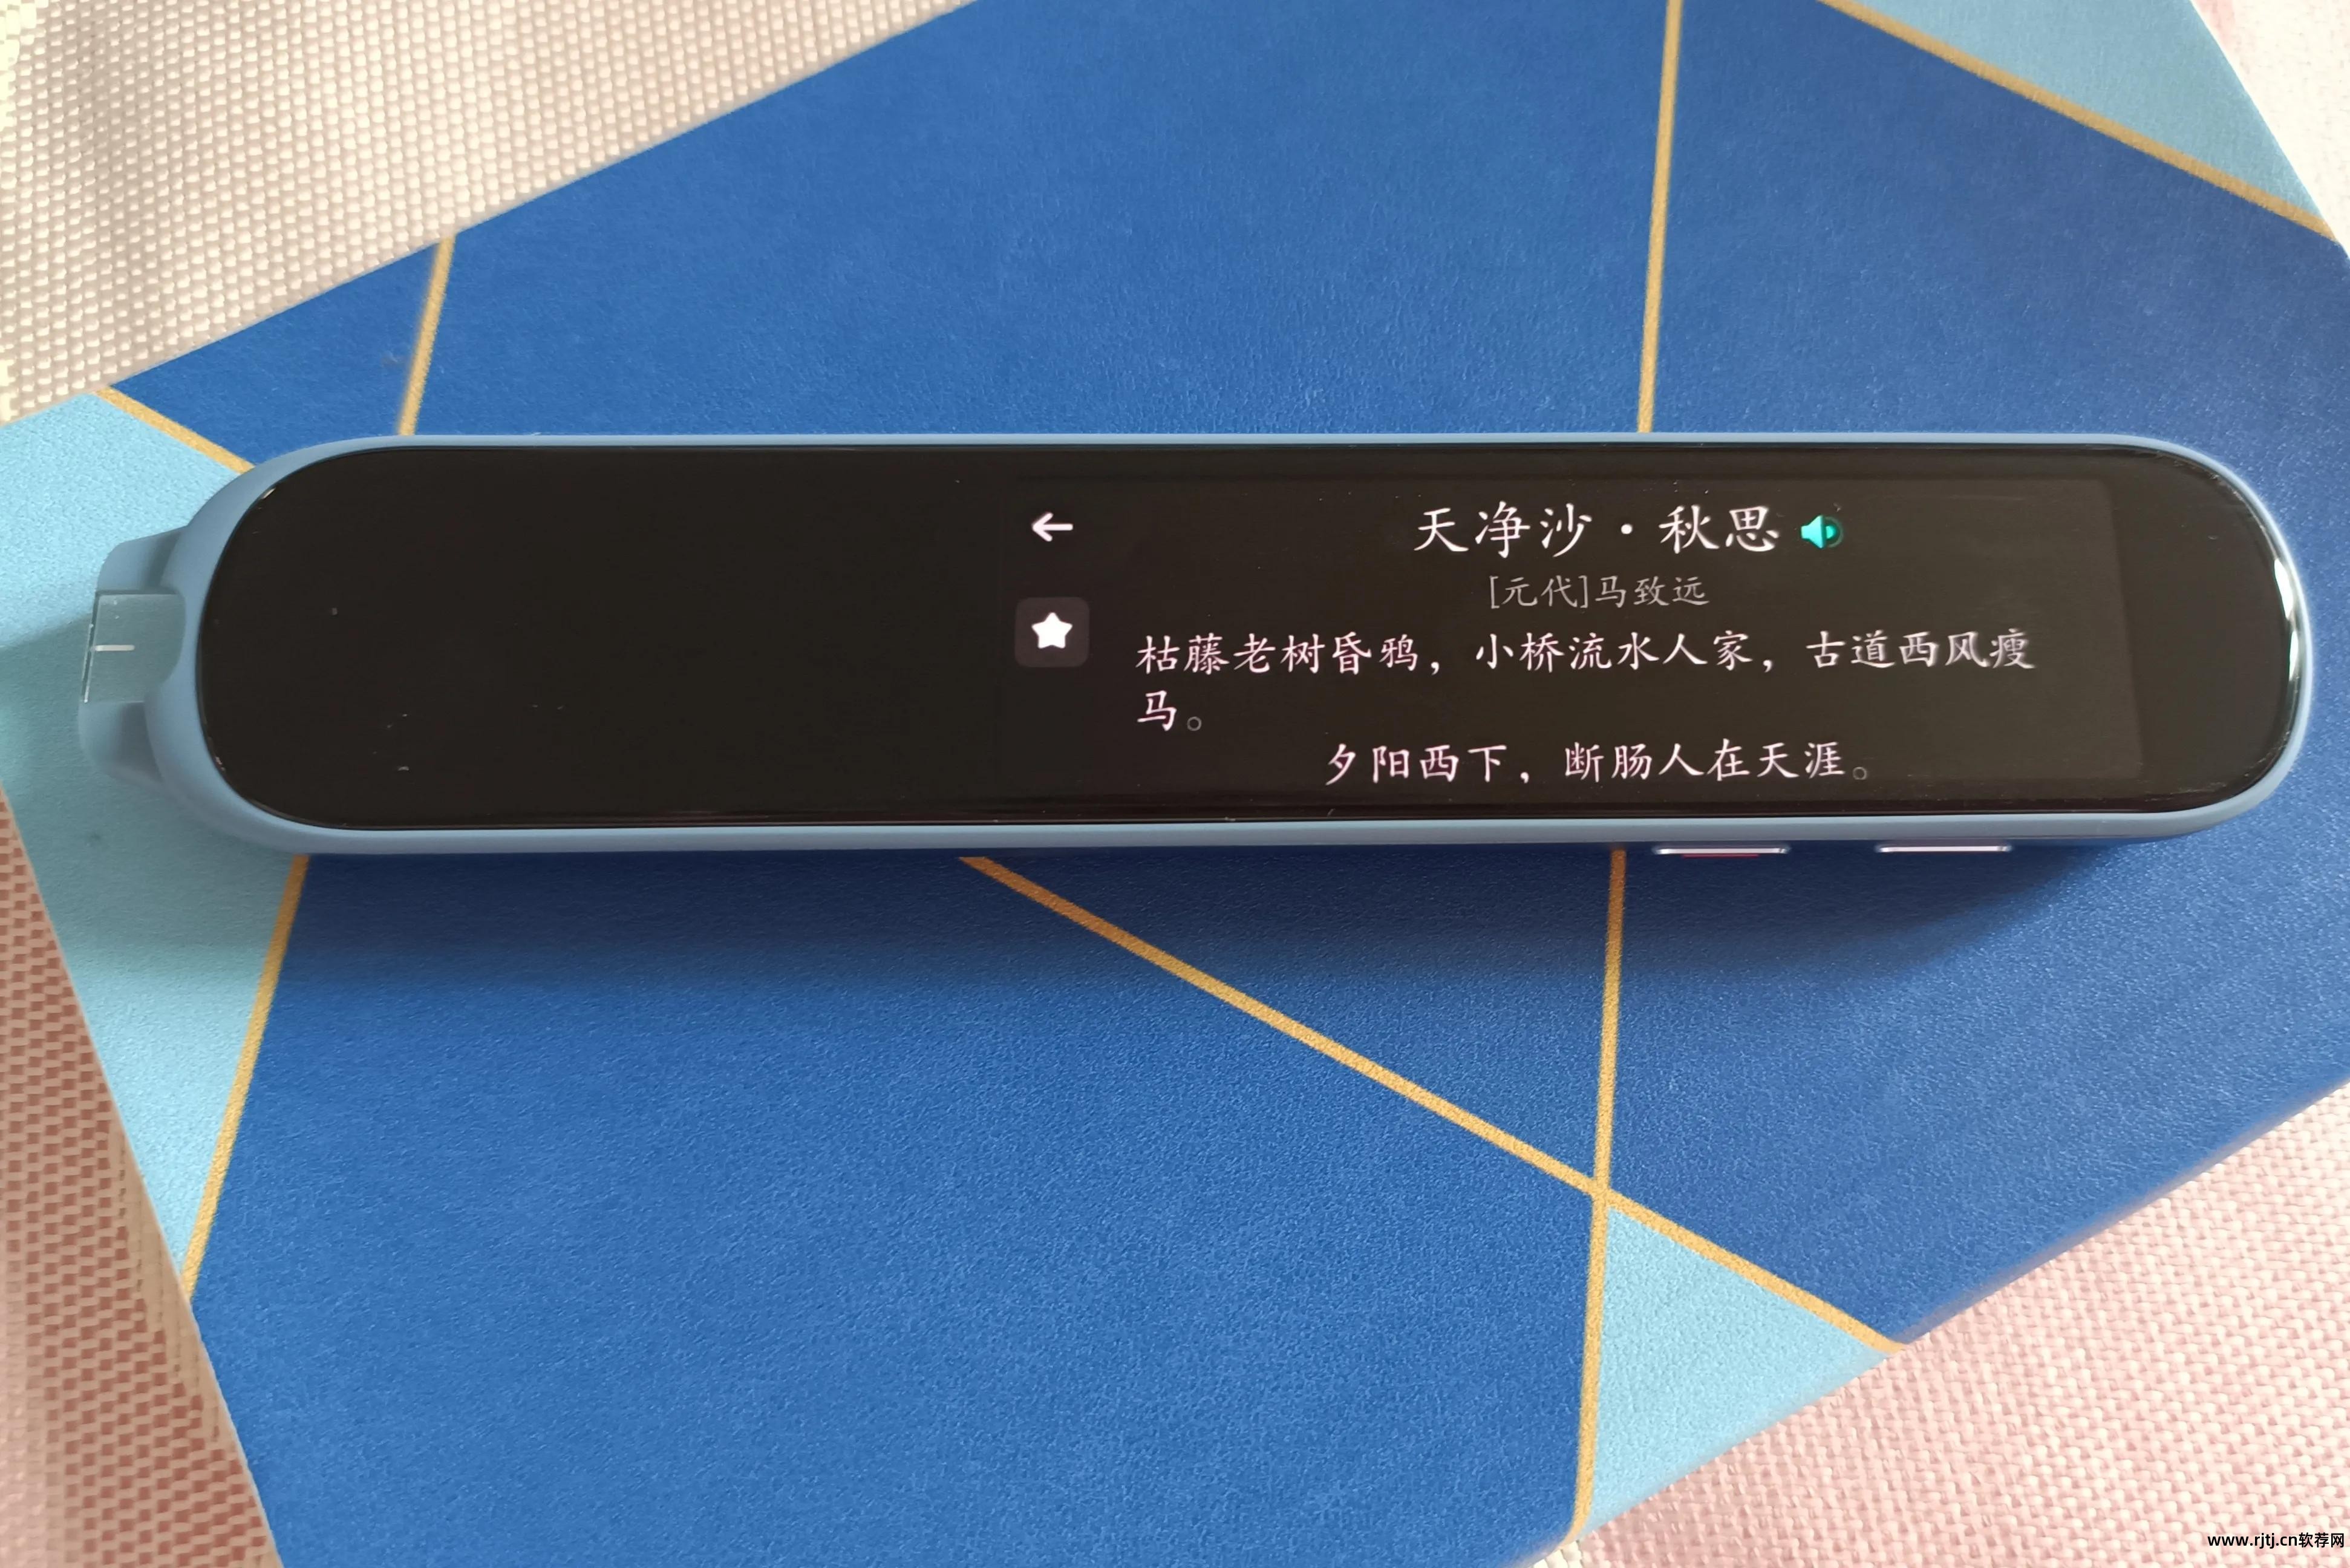 天净沙·秋思
[元代]马致远
枯藤老树昏鸦，小桥流水人家，古道西风瘦
马。
夕阳西下，断肠人在天涯。
www.rjtj.cn软荐网